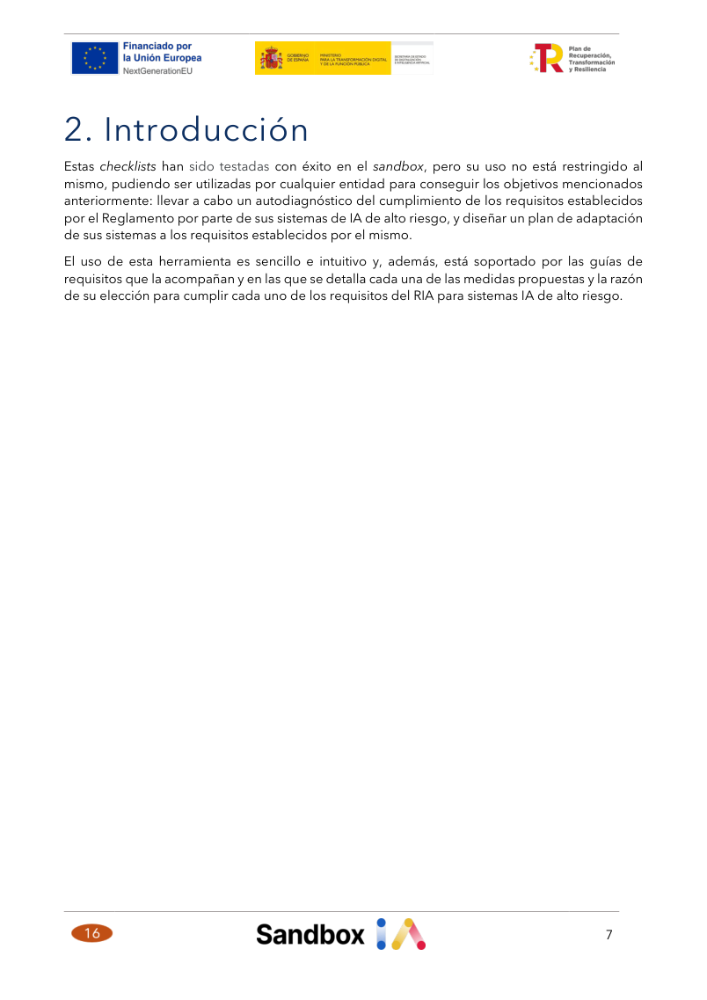 Financiado por
la Unión Europea
NextGenerationEU
GOBIERNO
DE ESPAÑA
MINISTERIO
PARA LA TRANSFORMACIÓN DIGITAL
Y DE LA FUNCIÓN PÚBLICA
SECRETARÍA DE ESTADO
DE DIGITALIZACIÓN
E INTELIGENCIA ARTIFICIAL
Plan de
Recuperación,
Transformación
y Resiliencia
2. Introducción
Estas checklists han sido testadas con éxito en el sandbox, pero su uso no está restringido al
mismo, pudiendo ser utilizadas por cualquier entidad para conseguir los objetivos mencionados
anteriormente: llevar a cabo un autodiagnóstico del cumplimiento de los requisitos establecidos
por el Reglamento por parte de sus sistemas de IA de alto riesgo, y diseñar un plan de adaptación
de sus sistemas a los requisitos establecidos por el mismo.
El uso de esta herramienta es sencillo e intuitivo y, además, está soportado por las guías de
requisitos que la acompañan y en las que se detalla cada una de las medidas propuestas y la razón
de su elección para cumplir cada uno de los requisitos del RIA para sistemas IA de alto riesgo.
16
Sandbox IA
7